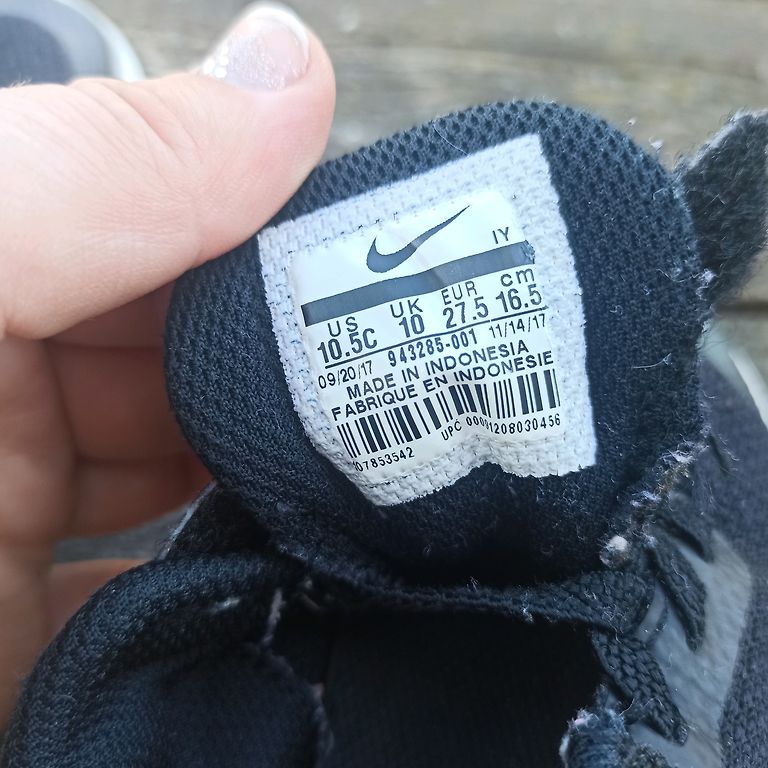 IY
US UK EUR cm
10.5C 10 27.5 16.5
09/20/17 943285-001 11/14/17
MADE IN INDONESIA
FABRIQUE EN INDONESIE
UPC 00091208030456